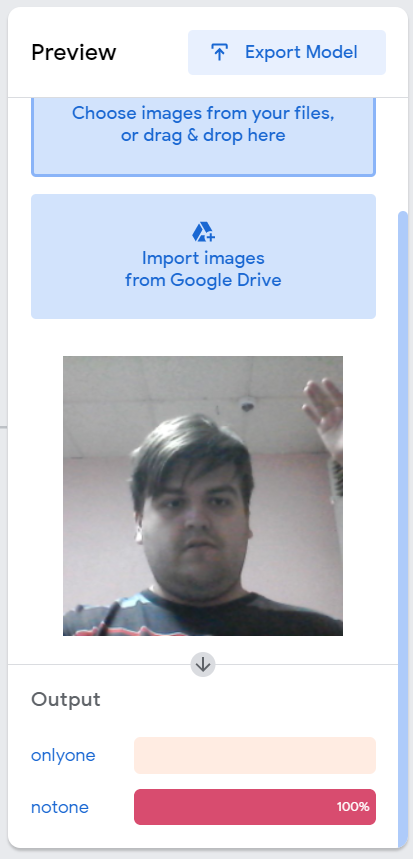 Preview
Export Model
Choose images from your files,
or drag & drop here
Import images
from Google Drive
Output
onlyone
notone
100%